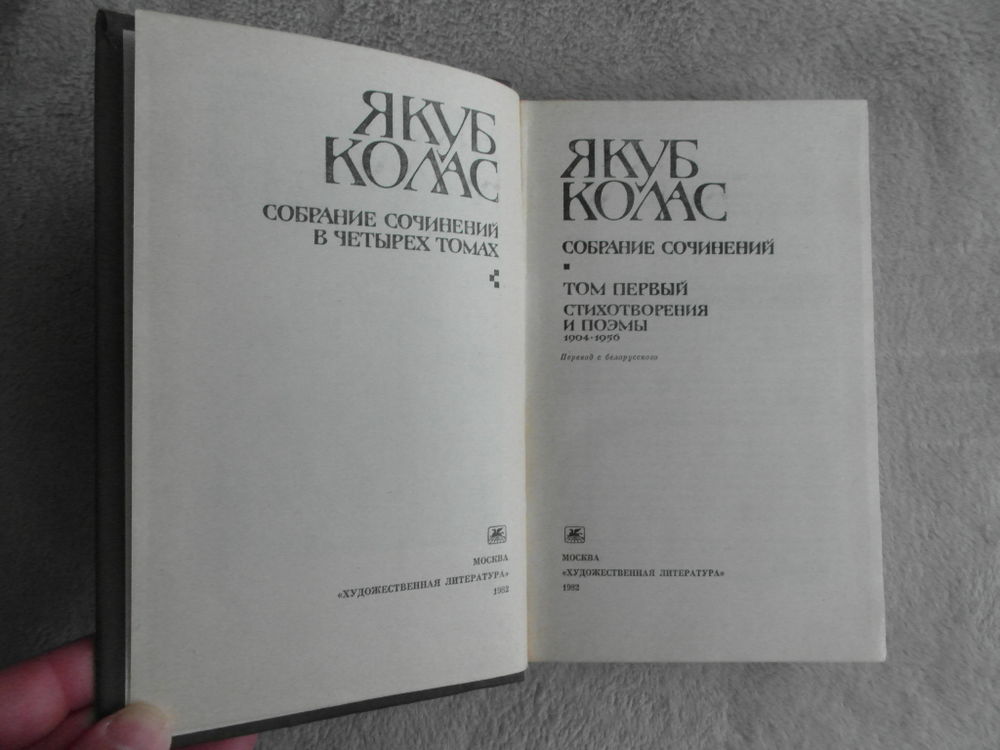 ЯКУБ
КОЛАС
СОБРАНИЕ СОЧИНЕНИЙ
В ЧЕТЫРЕХ ТОМАХ
МОСКВА
«ХУДОЖЕСТВЕННАЯ ЛИТЕРАТУРА»
1982
ЯКУБ
КОЛАС
СОБРАНИЕ СОЧИНЕНИЙ
ТОМ ПЕРВЫЙ
СТИХОТВОРЕНИЯ
И ПОЭМЫ
1904·1956
Перевод с белорусского
МОСКВА
«ХУДОЖЕСТВЕННАЯ ЛИТЕРАТУРА»
1982